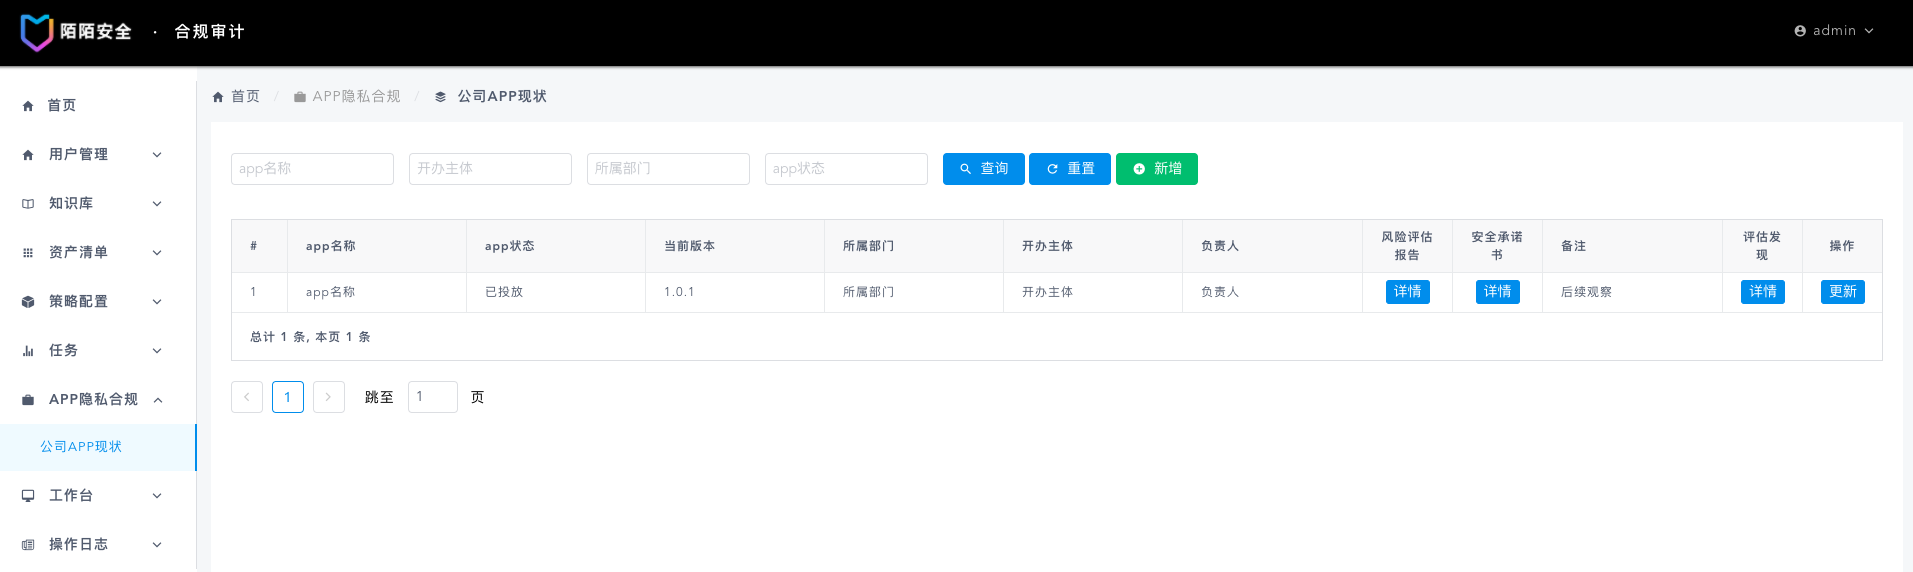 陌陌安全 · 合规审计
admin
首页
用户管理
知识库
资产清单
策略配置
任务
APP隐私合规
公司APP现状
工作台
操作日志
首页 / APP隐私合规 / 公司APP现状
app名称 开办主体 所属部门 app状态 查询 重置 新增
# app名称 app状态 当前版本 所属部门 开办主体 负责人 风险评估报告 安全承诺书 备注 评估发现 操作
1 app名称 已投放 1.0.1 所属部门 开办主体 负责人 详情 详情 后续观察 详情 更新
总计 1 条, 本页 1 条
1 跳至 1 页